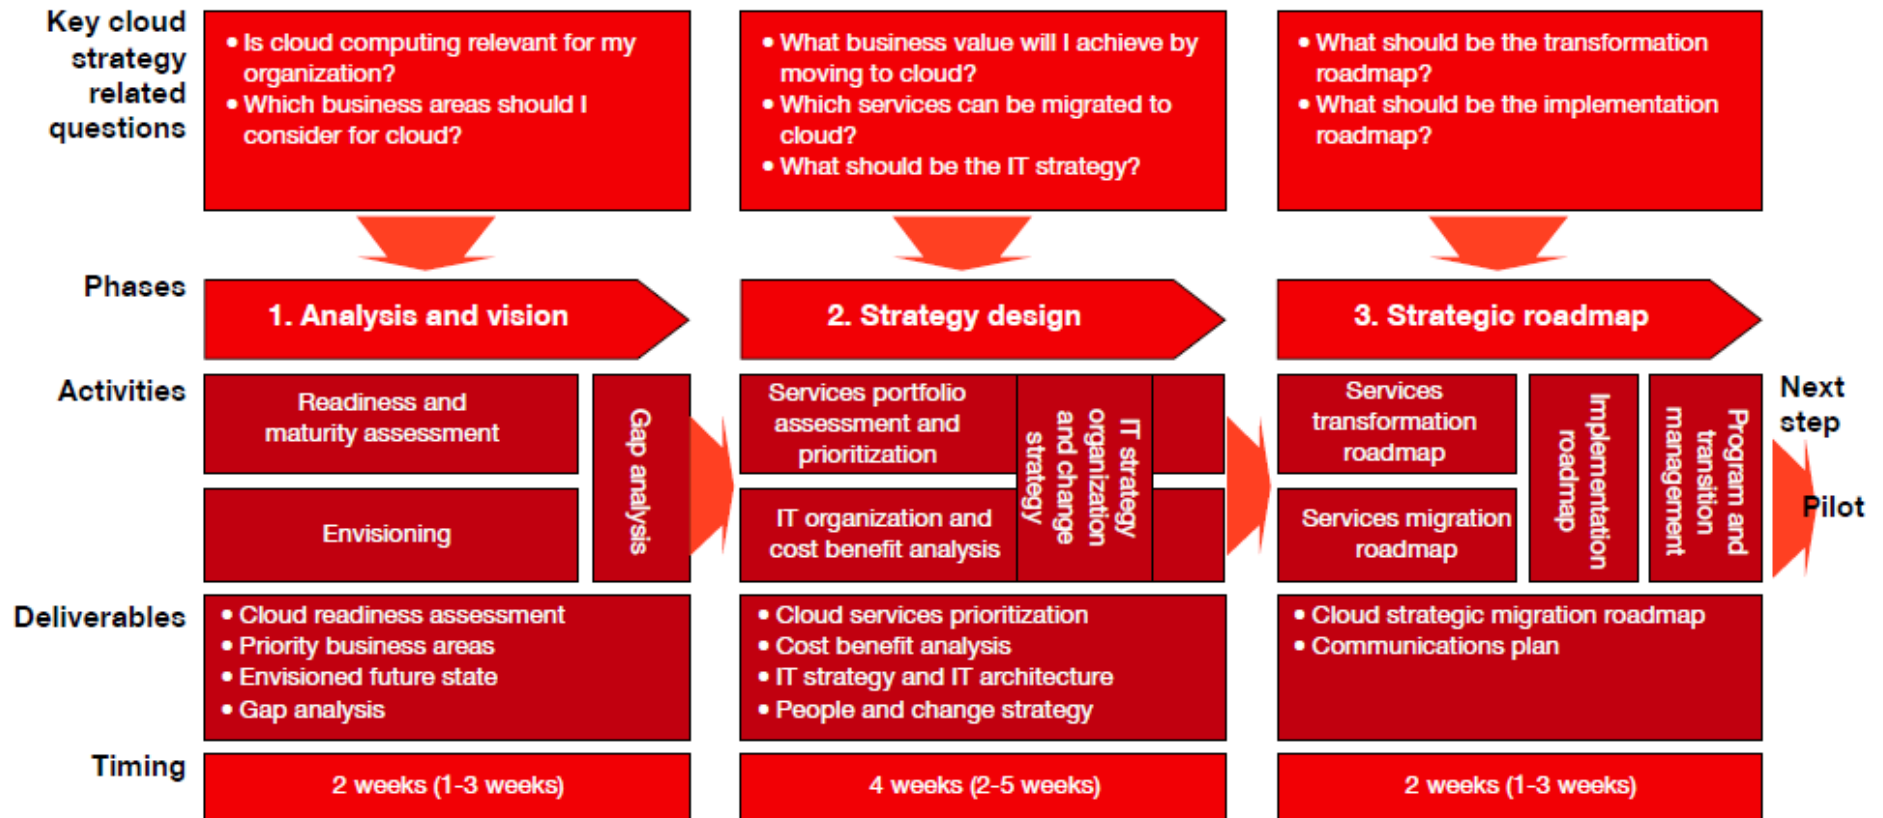 Key cloud
strategy
related
questions
• Is cloud computing relevant for my
organization?
• Which business areas should I
consider for cloud?
• What business value will I achieve by
moving to cloud?
• Which services can be migrated to
cloud?
• What should be the IT strategy?
• What should be the transformation
roadmap?
• What should be the implementation
roadmap?
Phases
1. Analysis and vision
2. Strategy design
3. Strategic roadmap
Activities
Readiness and
maturity assessment
Envisioning
Gap analysis
Services portfolio
assessment and
prioritization
IT organization and
cost benefit analysis
IT strategy
organization
and change
strategy
Services
transformation
roadmap
Services migration
roadmap
Implementation
roadmap
Program and
transition
management
Next
step
Pilot
Deliverables
• Cloud readiness assessment
• Priority business areas
• Envisioned future state
• Gap analysis
• Cloud services prioritization
• Cost benefit analysis
• IT strategy and IT architecture
• People and change strategy
• Cloud strategic migration roadmap
• Communications plan
Timing
2 weeks (1-3 weeks)
4 weeks (2-5 weeks)
2 weeks (1-3 weeks)